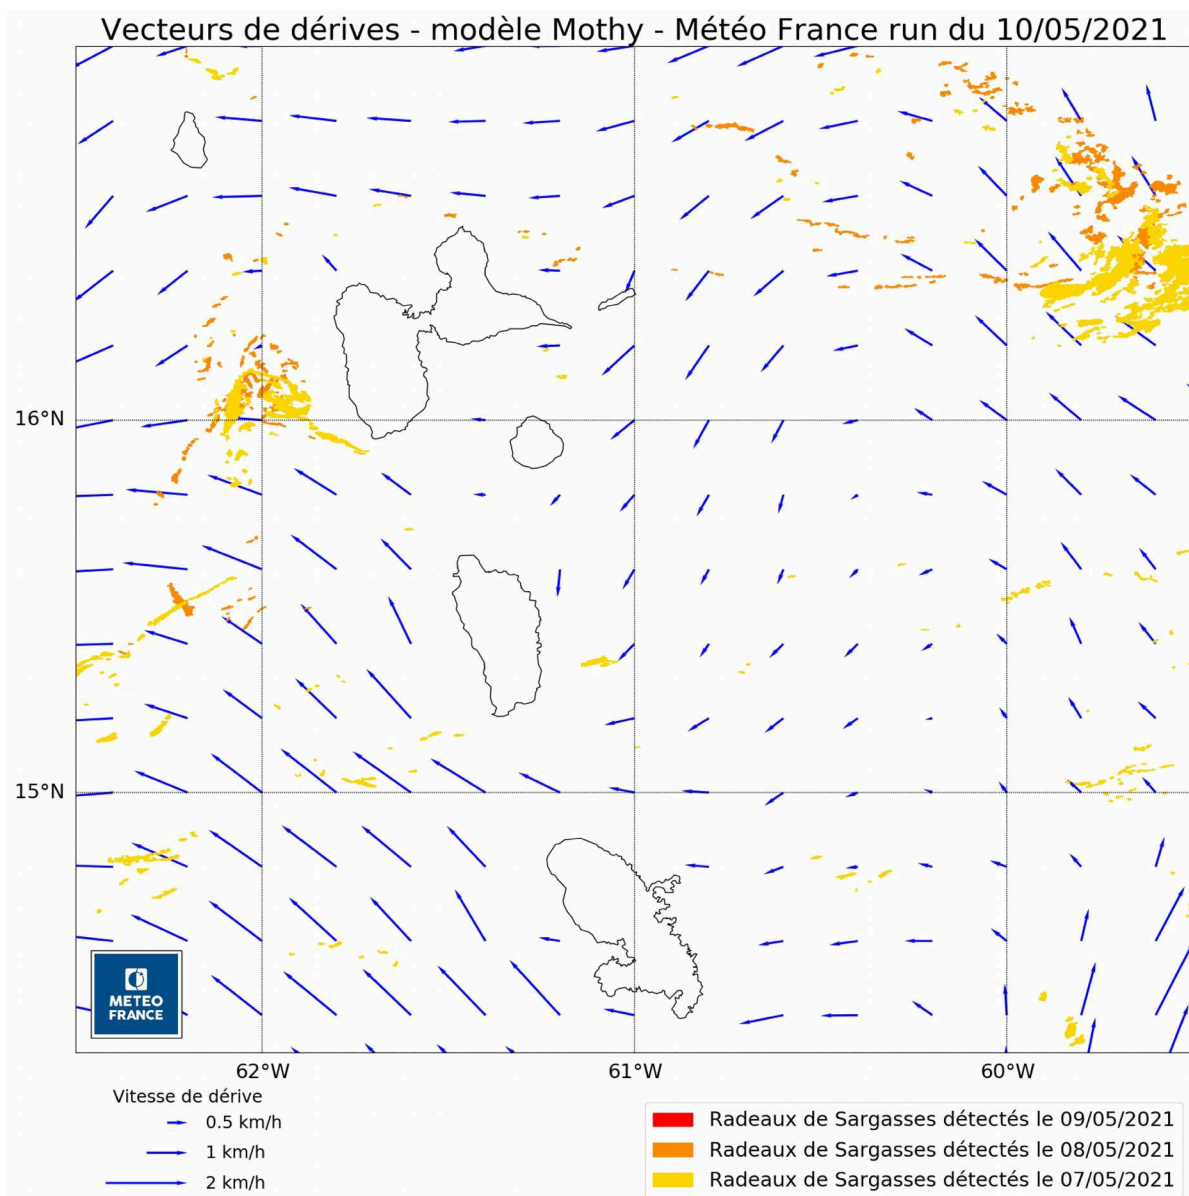 Vecteurs de dérives - modèle Mothy - Météo France run du 10/05/2021
16°N
15°N
METEO
FRANCE
62°W
61°W
60°W
Vitesse de dérive
0.5 km/h
1 km/h
2 km/h
Radeaux de Sargasses détectés le 09/05/2021
Radeaux de Sargasses détectés le 08/05/2021
Radeaux de Sargasses détectés le 07/05/2021